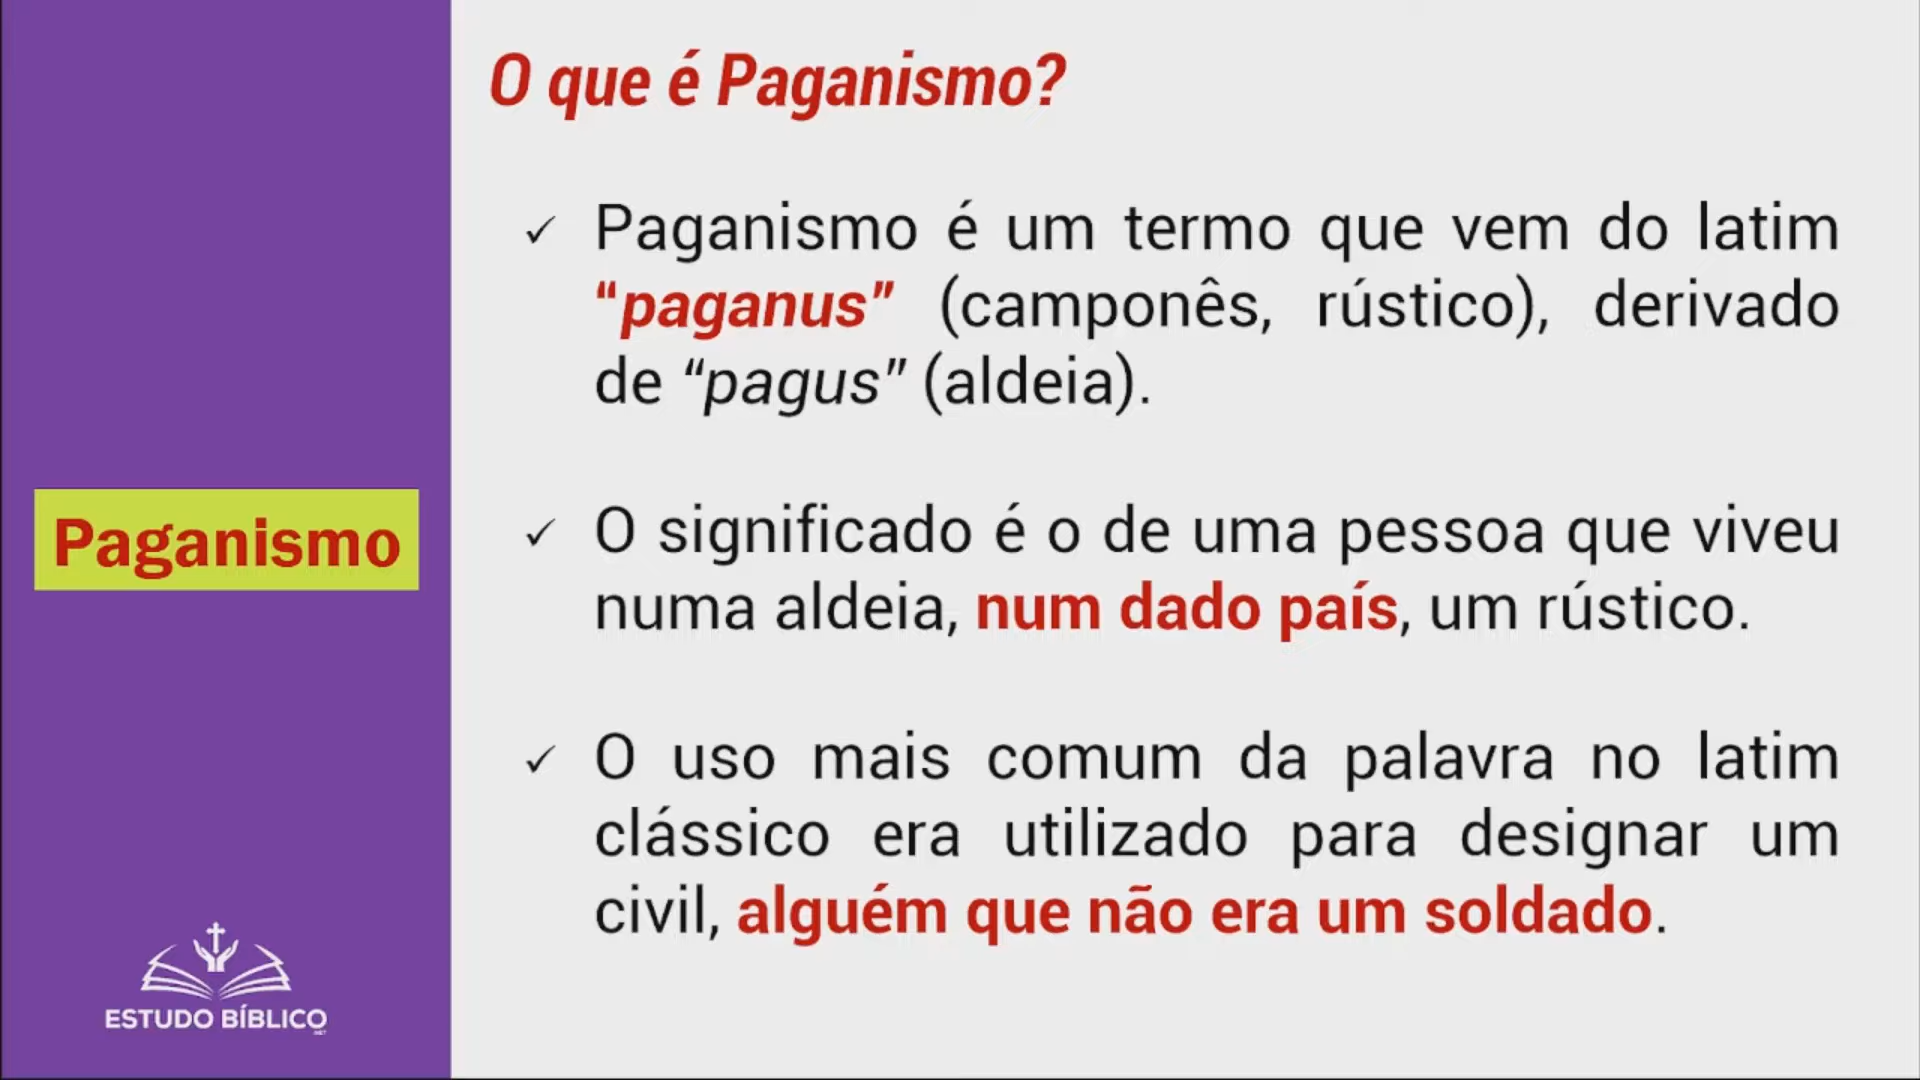 O que é Paganismo?
✓ Paganismo é um termo que vem do latim
“paganus” (camponês, rústico), derivado
de “pagus” (aldeia).
✓ O significado é o de uma pessoa que viveu
numa aldeia, num dado país, um rústico.
✓ O uso mais comum da palavra no latim
clássico era utilizado para designar um
civil, alguém que não era um soldado.
Paganismo
ESTUDO BÍBLICO